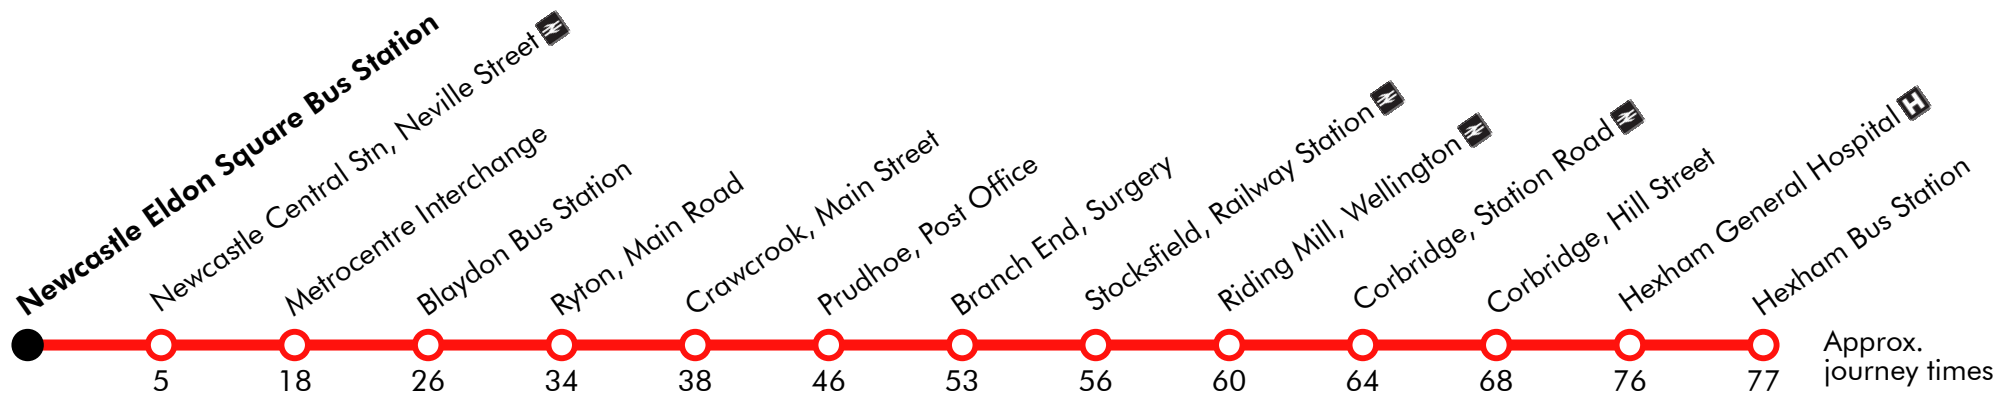 Newcastle Eldon Square Bus Station
Newcastle Central Stn, Neville Street
Metrocentre Interchange
Blaydon Bus Station
Ryton, Main Road
Crawcrook, Main Street
Prudhoe, Post Office
Branch End, Surgery
Stocksfield, Railway Station
Riding Mill, Wellington
Corbridge, Station Road
Corbridge, Hill Street
Hexham General Hospital H
Hexham Bus Station
5 18 26 34 38 46 53 56 60 64 68 76 77
Approx.
journey times